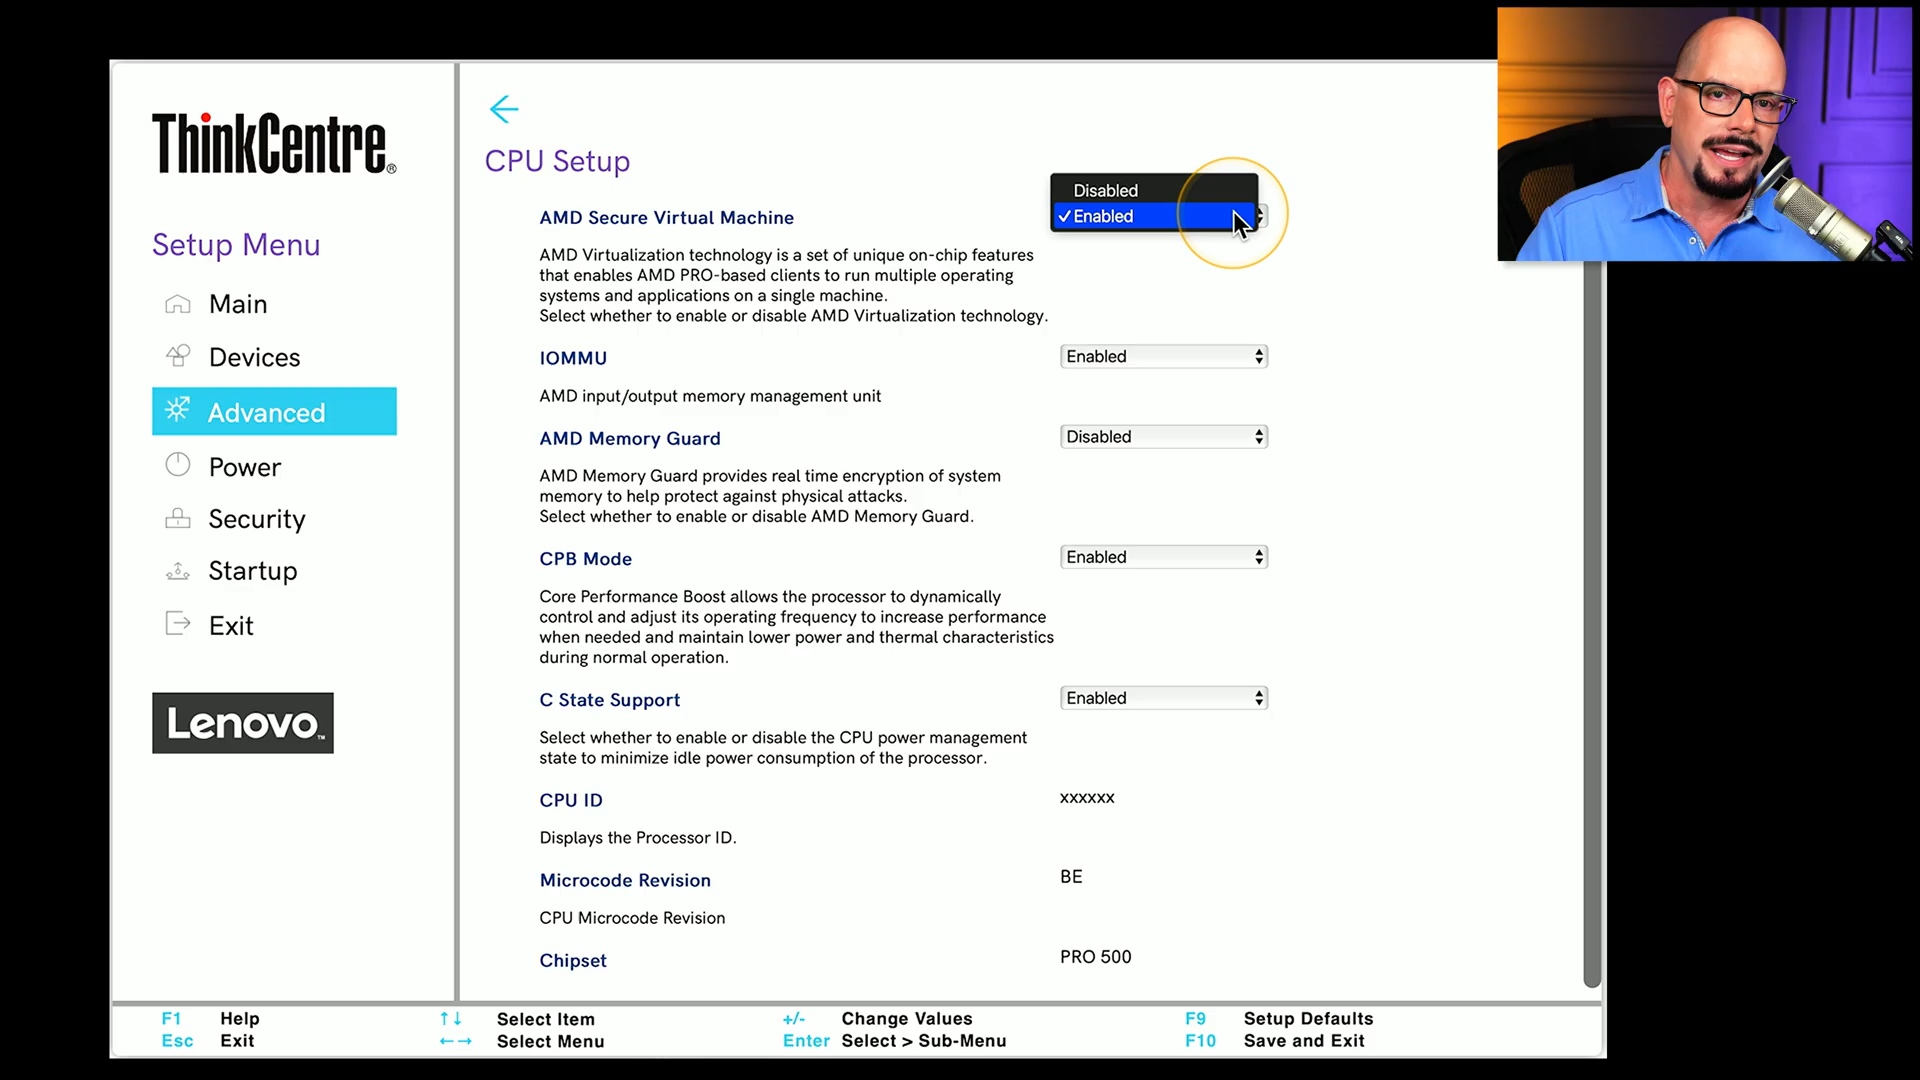 ThinkCentre®
Setup Menu
Main
Devices
Advanced
Power
Security
Startup
Exit
Lenovo™
CPU Setup
AMD Secure Virtual Machine
Disabled
✓Enabled
AMD Virtualization technology is a set of unique on-chip features
that enables AMD PRO-based clients to run multiple operating
systems and applications on a single machine.
Select whether to enable or disable AMD Virtualization technology.
IOMMU Enabled
AMD input/output memory management unit
AMD Memory Guard Disabled
AMD Memory Guard provides real time encryption of system
memory to help protect against physical attacks.
Select whether to enable or disable AMD Memory Guard.
CPB Mode Enabled
Core Performance Boost allows the processor to dynamically
control and adjust its operating frequency to increase performance
when needed and maintain lower power and thermal characteristics
during normal operation.
C State Support Enabled
Select whether to enable or disable the CPU power management
state to minimize idle power consumption of the processor.
CPU ID xxxxxx
Displays the Processor ID.
Microcode Revision BE
CPU Microcode Revision
Chipset PRO 500
F1 Help ↑↓ Select Item +/- Change Values F9 Setup Defaults
Esc Exit ←→ Select Menu Enter Select > Sub-Menu F10 Save and Exit